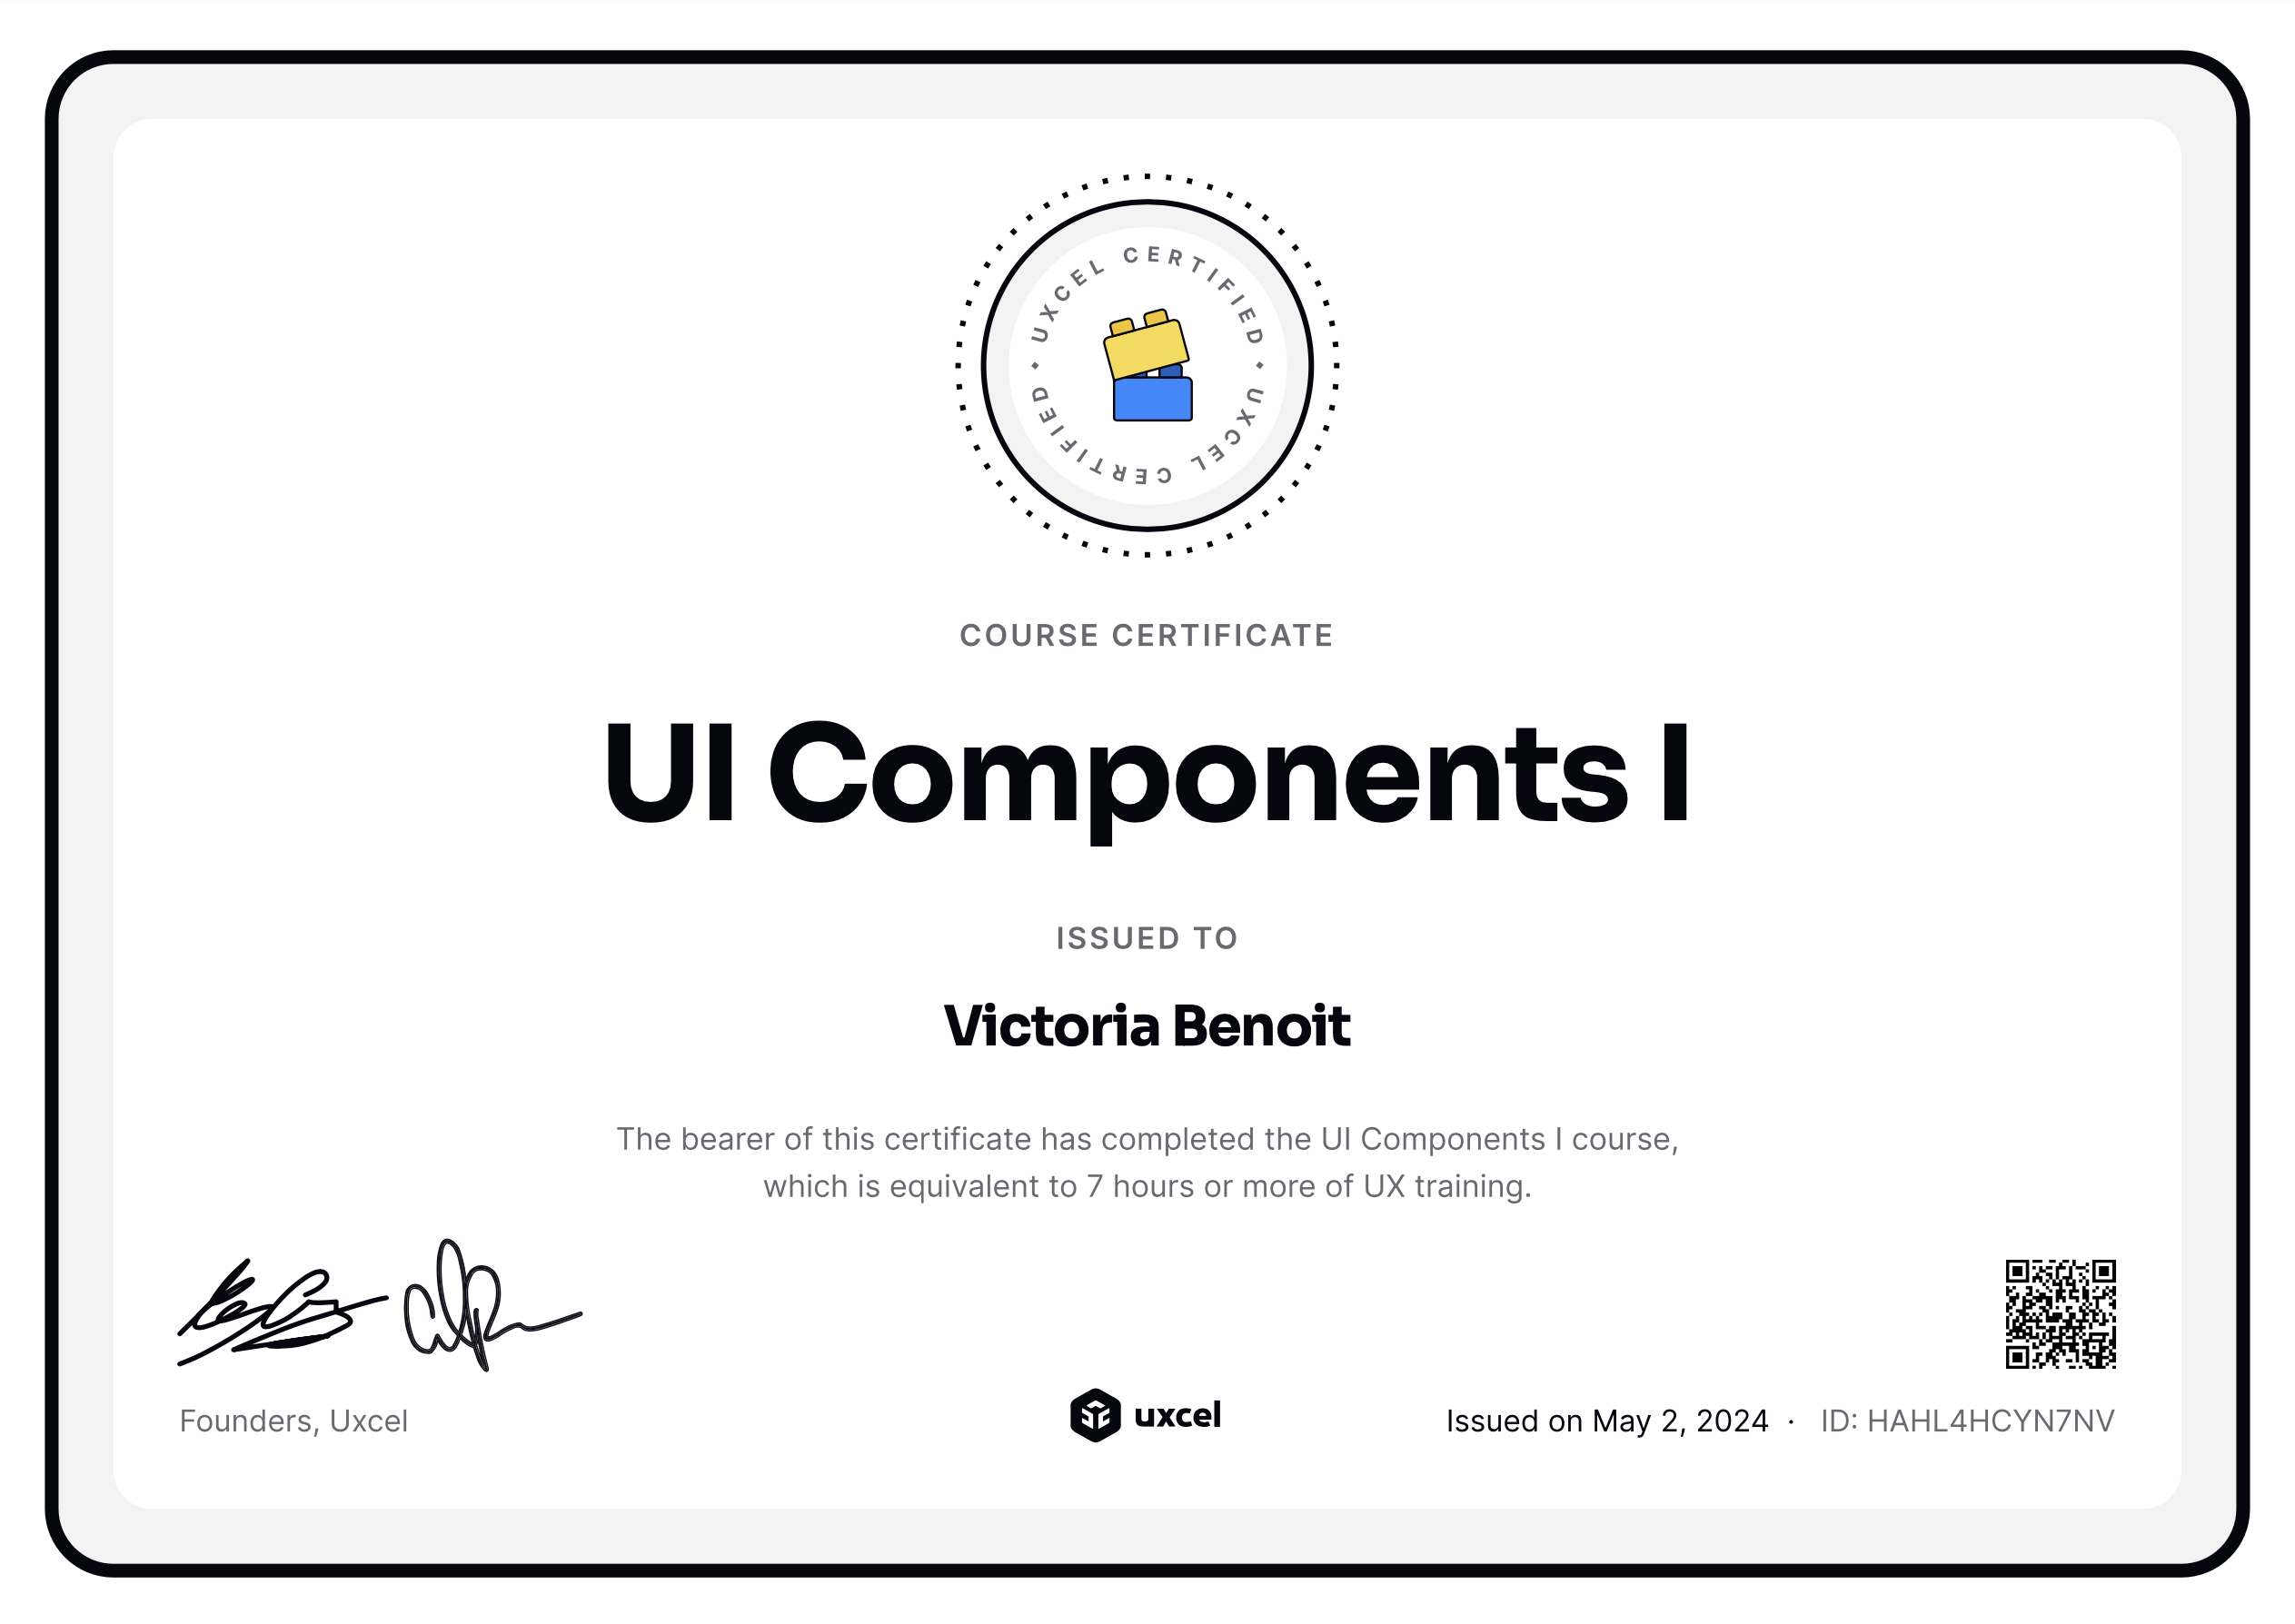 UXCEL CERTIFIED • UXCEL CERTIFIED •
COURSE CERTIFICATE
UI Components I
ISSUED TO
Victoria Benoit
The bearer of this certificate has completed the UI Components I course,
which is equivalent to 7 hours or more of UX training.
Founders, Uxcel
uxcel
Issued on May 2, 2024 · ID: HAHL4HCYN7NV